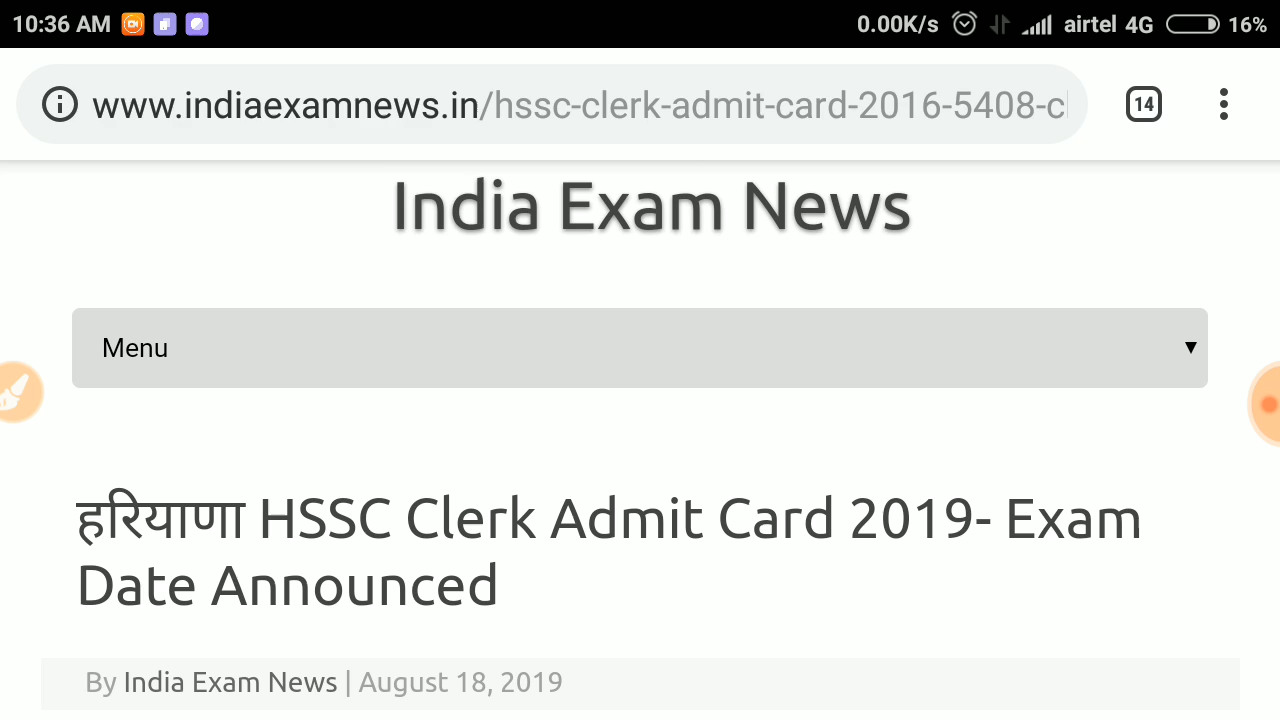 10:36 AM 0.00K/s airtel 4G 16%
www.indiaexamnews.in/hssc-clerk-admit-card-2016-5408-c 14
India Exam News
Menu
हरियाणा HSSC Clerk Admit Card 2019- Exam
Date Announced
By India Exam News | August 18, 2019